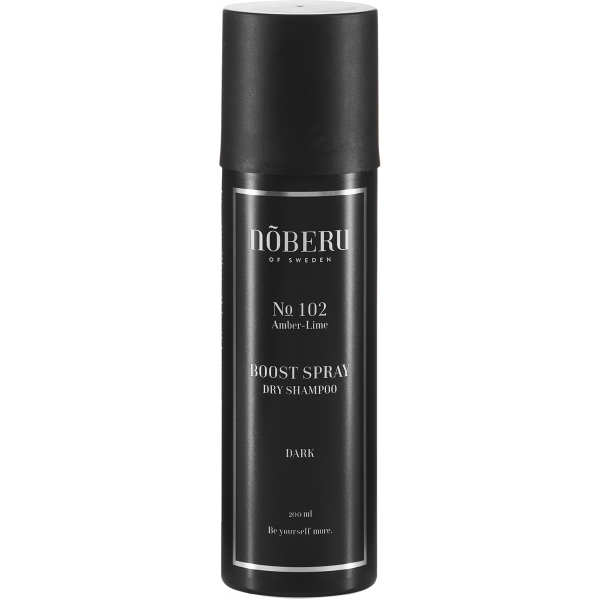 nõBERU
OF SWEDEN
No 102
Amber-Lime
BOOST SPRAY
DRY SHAMPOO
DARK
200 ml
Be yourself more.